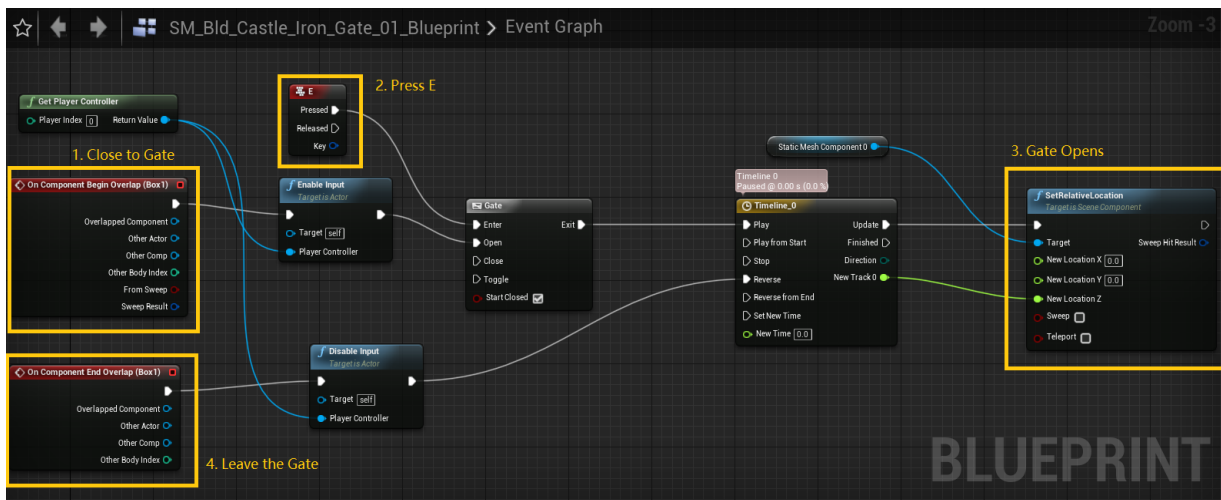 SM_Bld_Castle_Iron_Gate_01_Blueprint > Event Graph
Zoom -3
2. Press E
E
Pressed
Released
Key
Get Player Controller
Player Index 0 Return Value
1. Close to Gate
On Component Begin Overlap (Box1)
Overlapped Component
Other Actor
Other Comp
Other Body Index
From Sweep
Sweep Result
Enable Input
Target is Actor
Target self
Player Controller
Gate
Enter Exit
Open
Close
Toggle
Start Closed
Static Mesh Component 0
Timeline 0
Paused @ 0.00 s (0.0 %)
Timeline_0
Play Update
Play from Start Finished
Stop Direction
Reverse New Track 0
Reverse from End
Set New Time
New Time 0.0
3. Gate Opens
SetRelativeLocation
Target is Scene Component
Target Sweep Hit Result
New Location X 0.0
New Location Y 0.0
New Location Z
Sweep
Teleport
Disable Input
Target is Actor
Target self
Player Controller
On Component End Overlap (Box1)
Overlapped Component
Other Actor
Other Comp
Other Body Index
4. Leave the Gate
BLUEPRINT